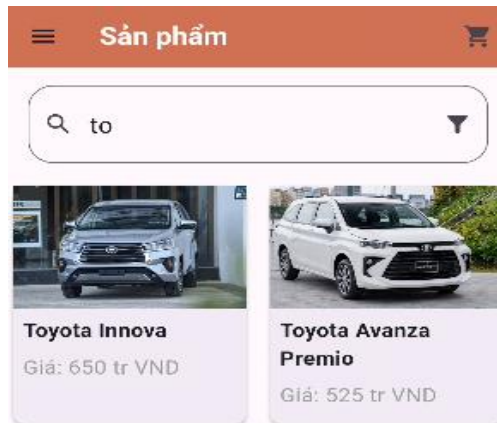 Sản phẩm
to
Toyota Innova
Giá: 650 tr VND
Toyota Avanza
Premio
Giá: 525 tr VND